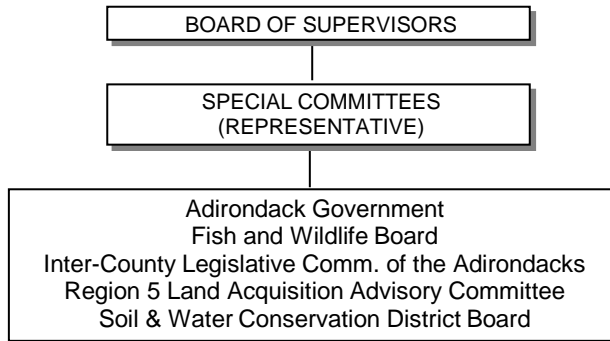 BOARD OF SUPERVISORS
SPECIAL COMMITTEES
(REPRESENTATIVE)
Adirondack Government
Fish and Wildlife Board
Inter-County Legislative Comm. of the Adirondacks
Region 5 Land Acquisition Advisory Committee
Soil & Water Conservation District Board